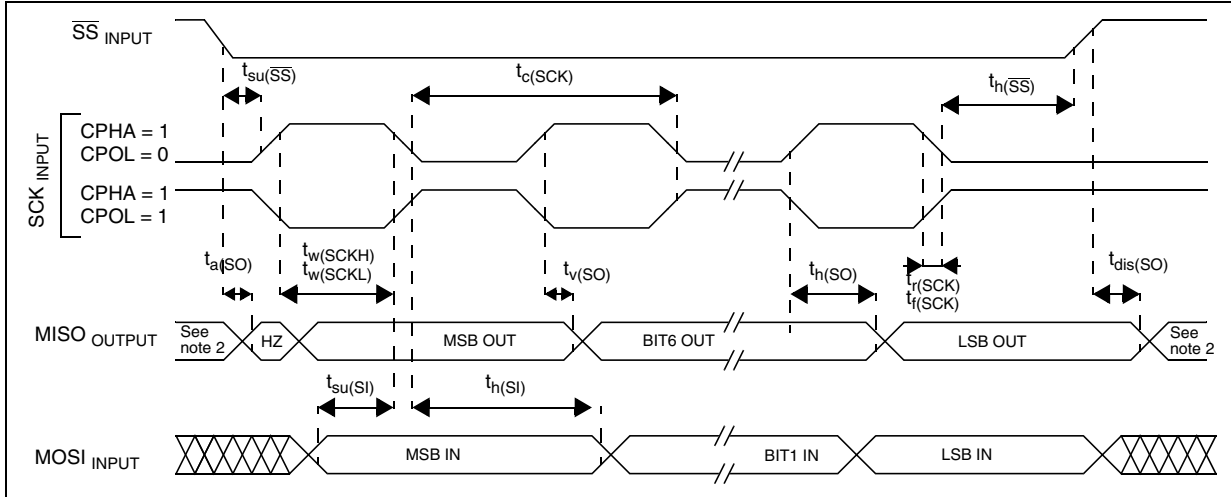 SS INPUT
tsu(SS)
tc(SCK)
th(SS)
SCK INPUT
CPHA = 1
CPOL = 0
CPHA = 1
CPOL = 1
ta(SO)
tw(SCKH)
tw(SCKL)
tv(SO)
th(SO)
tr(SCK)
tf(SCK)
tdis(SO)
MISO OUTPUT
See
note 2
HZ
MSB OUT
BIT6 OUT
LSB OUT
See
note 2
tsu(SI)
th(SI)
MOSI INPUT
MSB IN
BIT1 IN
LSB IN